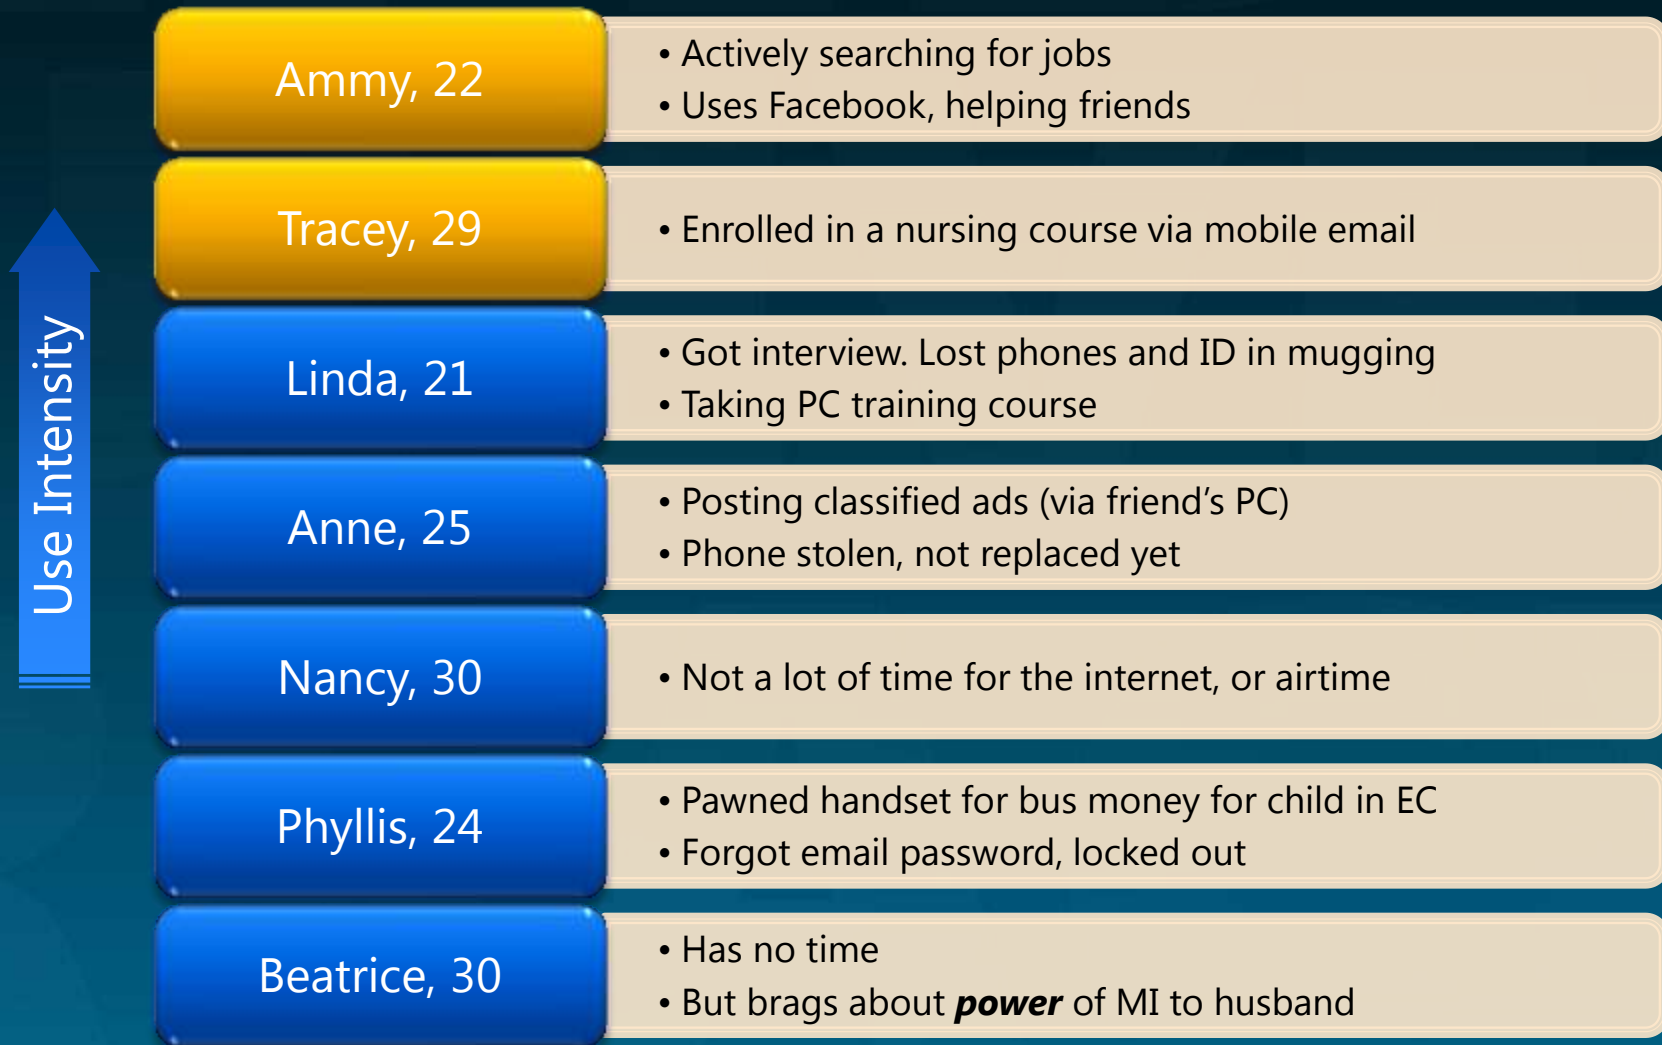 Use Intensity
Ammy, 22
• Actively searching for jobs
• Uses Facebook, helping friends
Tracey, 29
• Enrolled in a nursing course via mobile email
Linda, 21
• Got interview. Lost phones and ID in mugging
• Taking PC training course
Anne, 25
• Posting classified ads (via friend’s PC)
• Phone stolen, not replaced yet
Nancy, 30
• Not a lot of time for the internet, or airtime
Phyllis, 24
• Pawned handset for bus money for child in EC
• Forgot email password, locked out
Beatrice, 30
• Has no time
• But brags about power of MI to husband